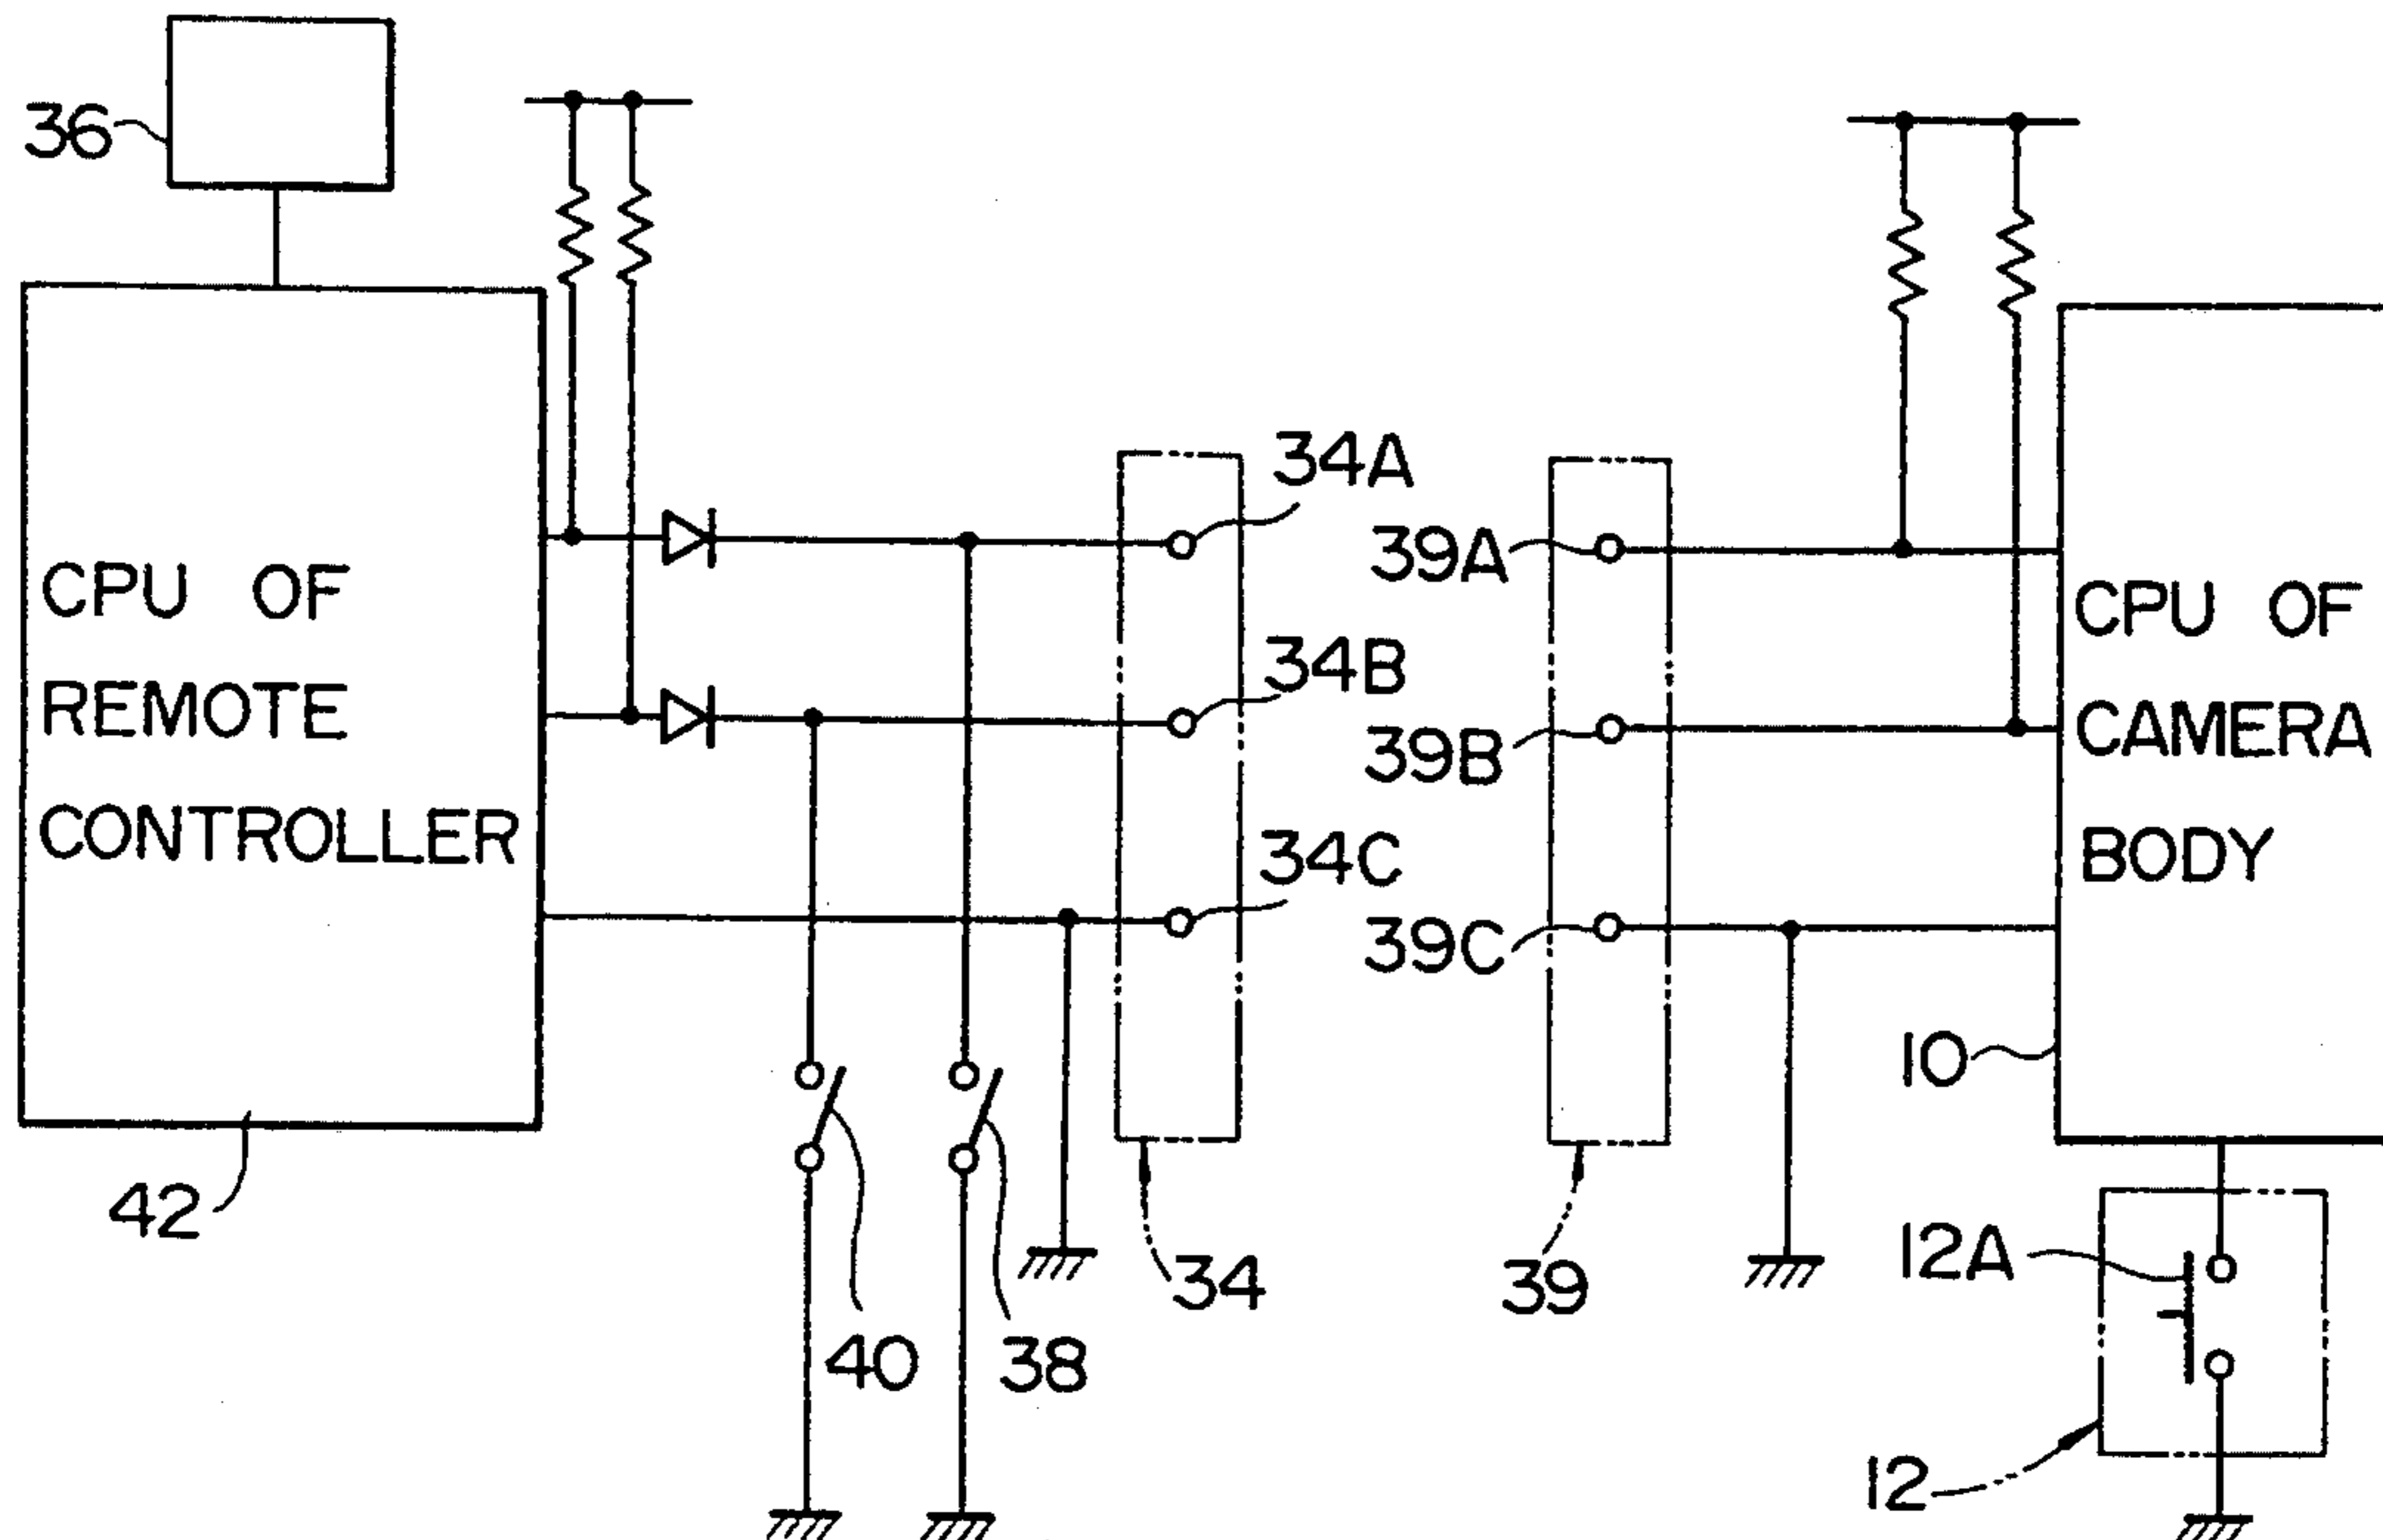 36
CPU OF
REMOTE
CONTROLLER
42
34A
34B
34C
34
40
38
39A
39B
39C
39
CPU OF
CAMERA
BODY
10
12A
12